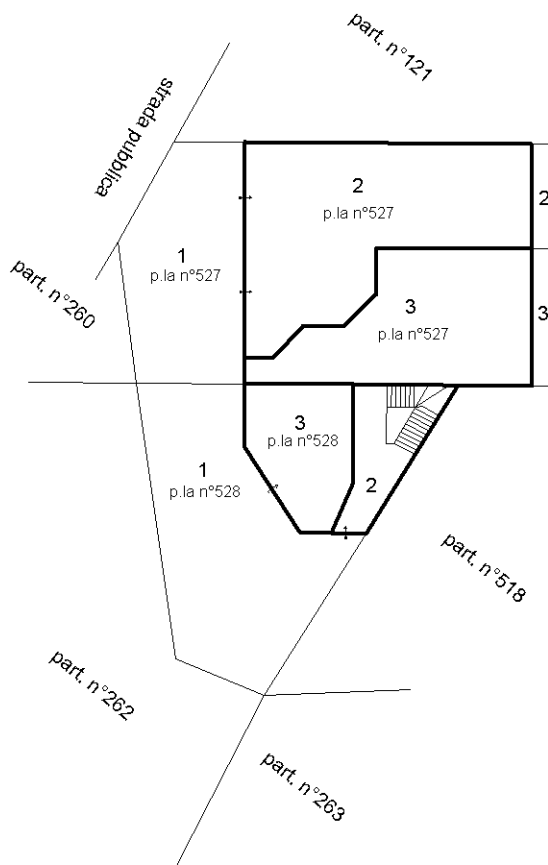 part. n°121
strada pubblica
2
p.la n°527
2
1
p.la n°527
part. n°260
3
p.la n°527
3
3
p.la n°528
1
p.la n°528
2
part. n°518
part. n°262
part. n°263